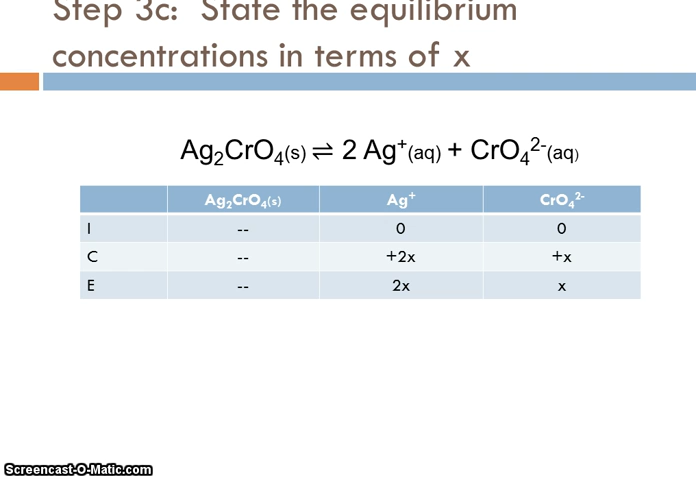 Step 3c: State the equilibrium
concentrations in terms of x
Ag₂CrO₄(s) ⇌ 2 Ag⁺(aq) + CrO₄²⁻(aq)
Ag₂CrO₄(s) Ag⁺ CrO₄²⁻
I -- 0 0
C -- +2x +x
E -- 2x x
Screencast-O-Matic.com